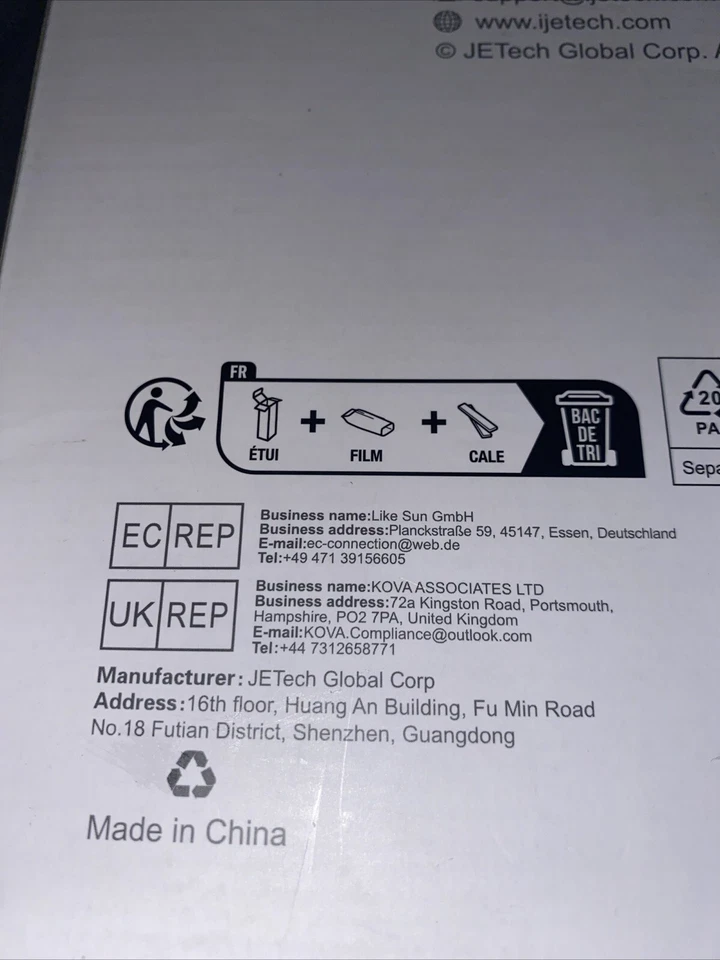 www.ijetech.com
© JETech Global Corp.
FR
ÉTUI + FILM + CALE
BAC
DE
TRI
20
PA
EC REP
Business name:Like Sun GmbH
Business address:Planckstraße 59, 45147, Essen, Deutschland
E-mail:ec-connection@web.de
Tel:+49 471 39156605
UK REP
Business name:KOVA ASSOCIATES LTD
Business address:72a Kingston Road, Portsmouth,
Hampshire, PO2 7PA, United Kingdom
E-mail:KOVA.Compliance@outlook.com
Tel:+44 7312658771
Manufacturer: JETech Global Corp
Address:16th floor, Huang An Building, Fu Min Road
No.18 Futian District, Shenzhen, Guangdong
Made in China